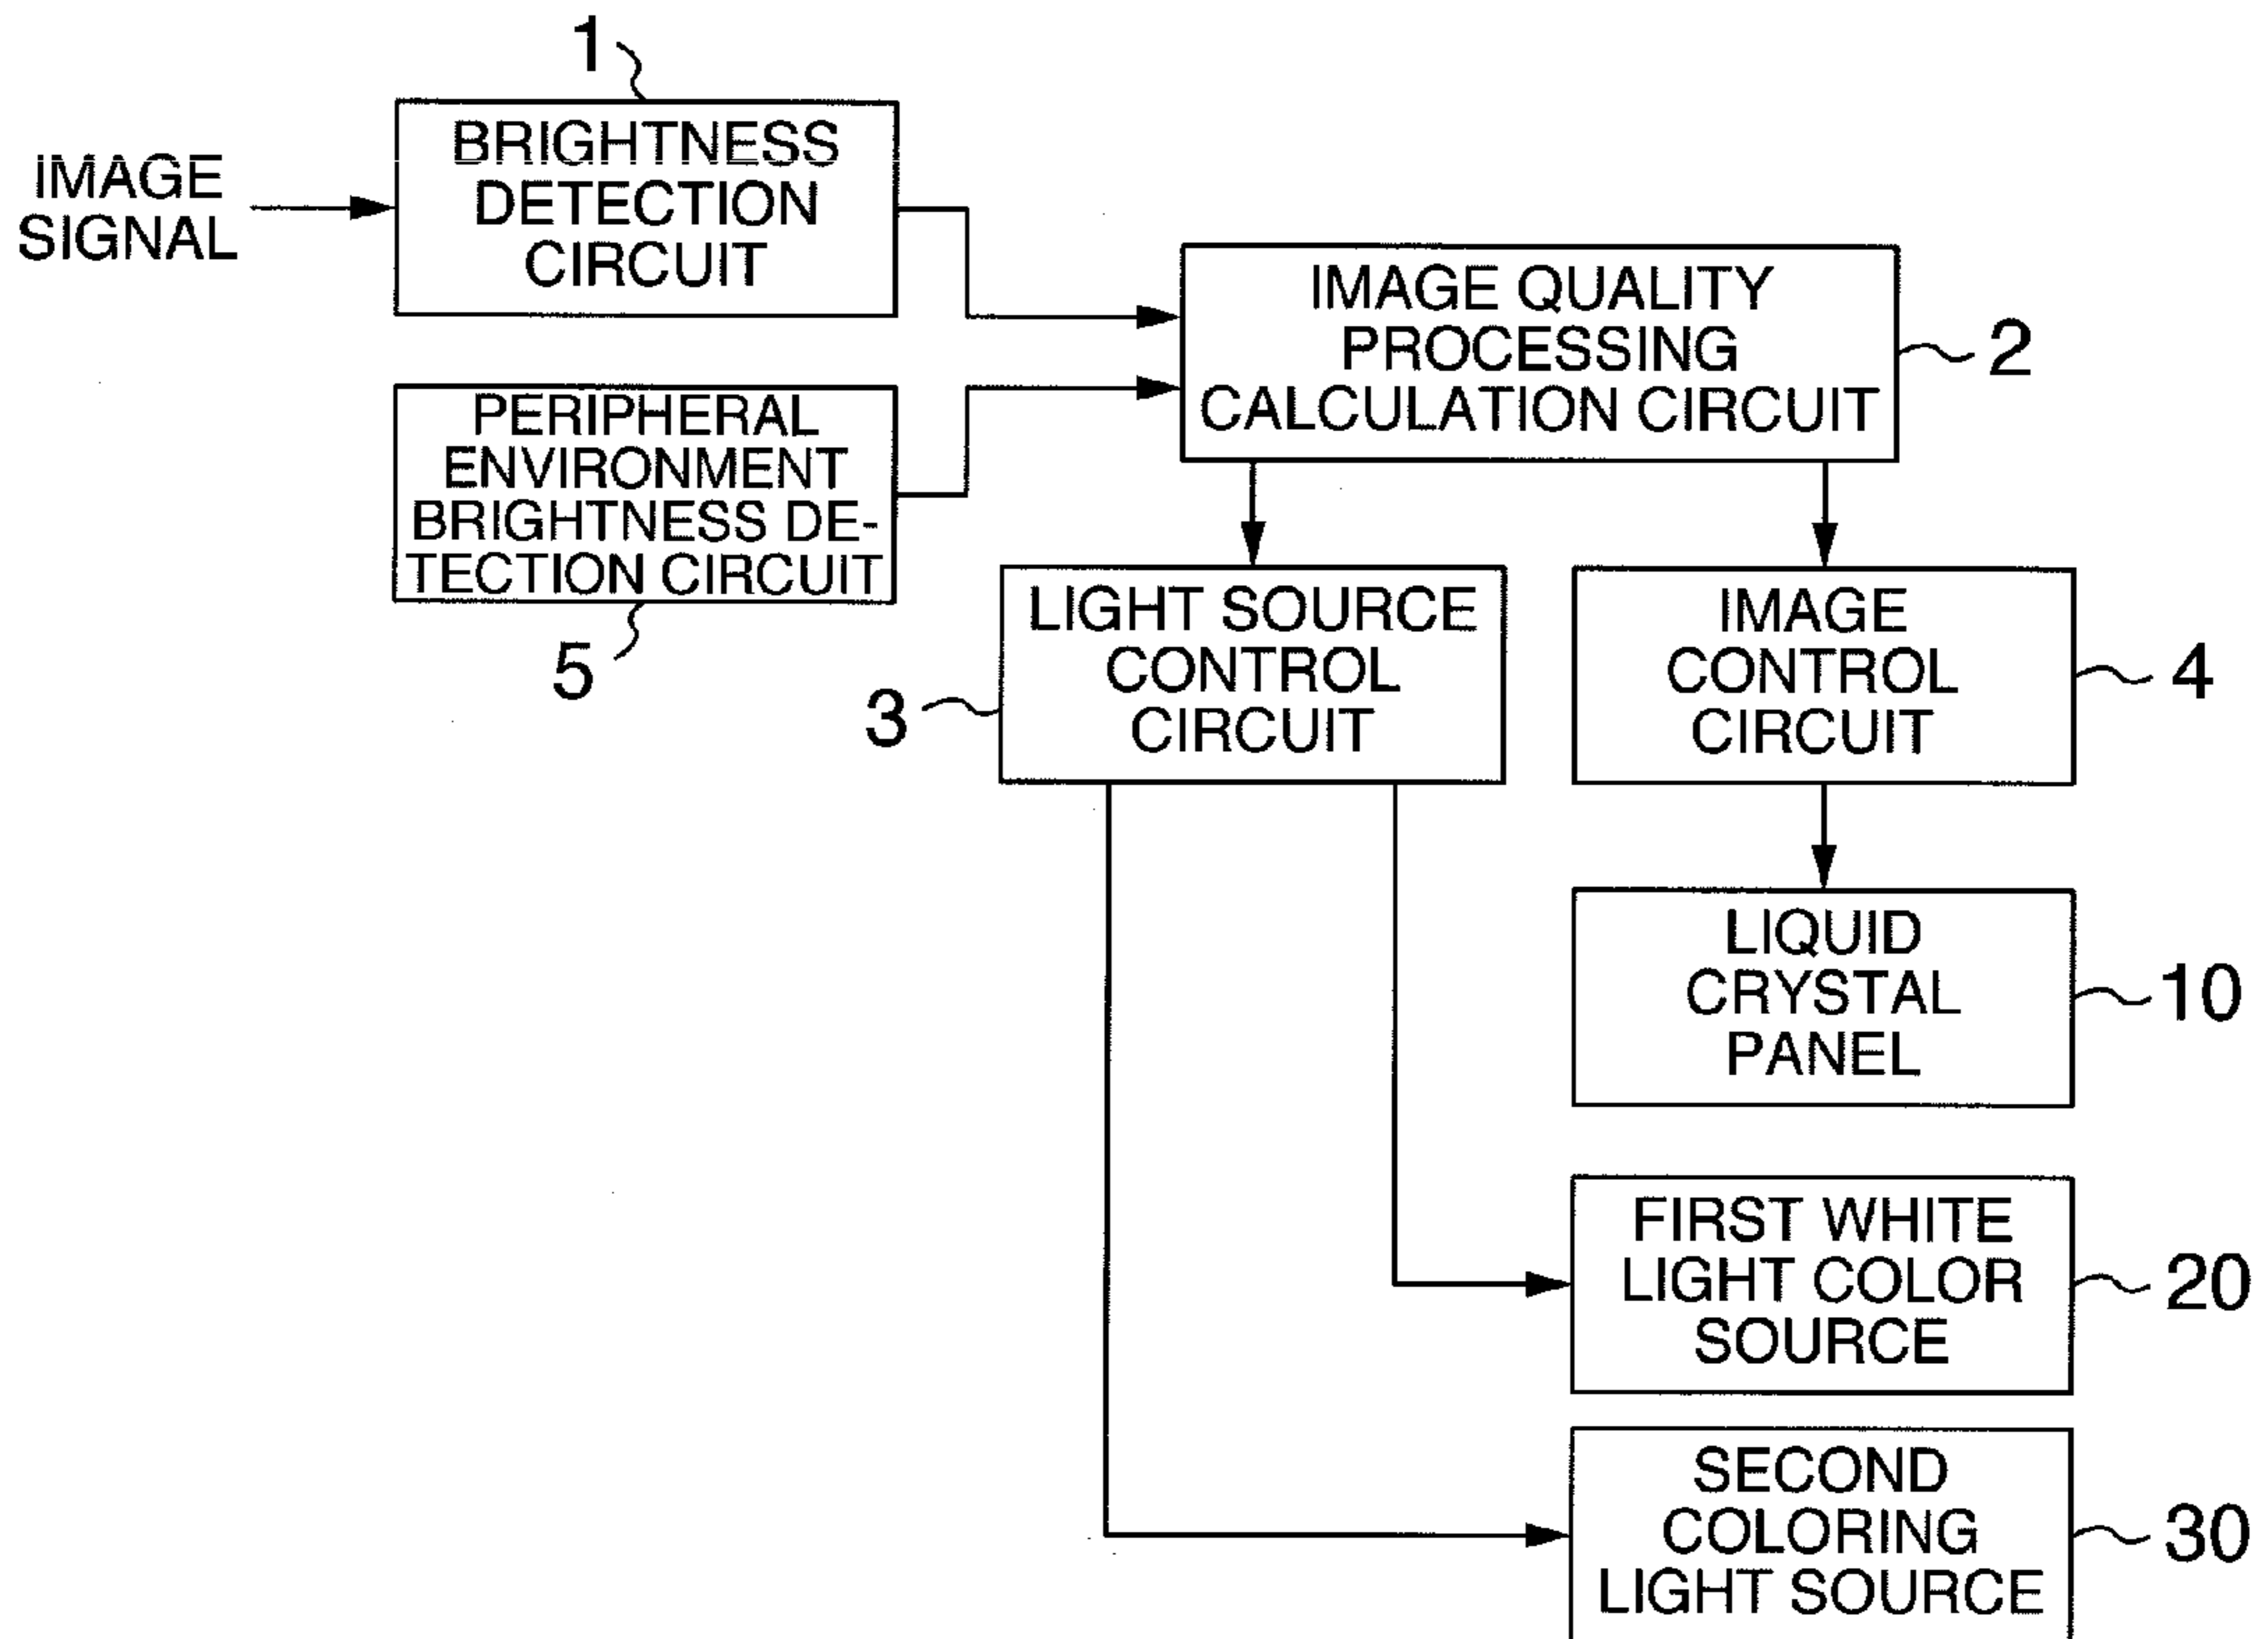 1
IMAGE
SIGNAL
BRIGHTNESS
DETECTION
CIRCUIT
IMAGE QUALITY
PROCESSING
CALCULATION CIRCUIT
2
PERIPHERAL
ENVIRONMENT
BRIGHTNESS DE-
TECTION CIRCUIT
5
LIGHT SOURCE
CONTROL
CIRCUIT
3
IMAGE
CONTROL
CIRCUIT
4
LIQUID
CRYSTAL
PANEL
10
FIRST WHITE
LIGHT COLOR
SOURCE
20
SECOND
COLORING
LIGHT SOURCE
30